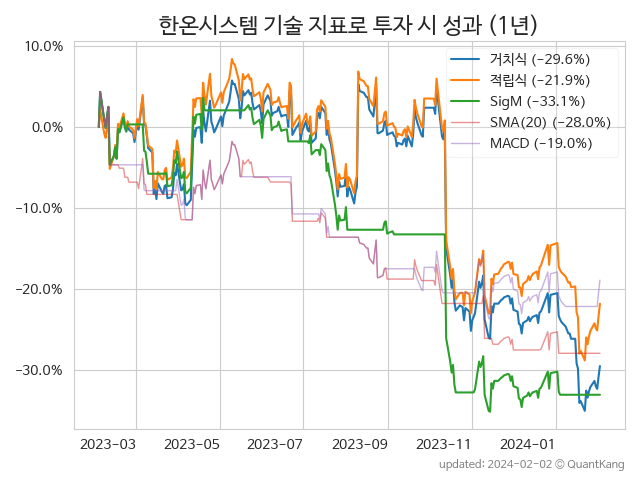 한온시스템 기술 지표로 투자 시 성과 (1년)
10.0%
0.0%
−10.0%
−20.0%
−30.0%
거치식 (−29.6%)
적립식 (−21.9%)
SigM (−33.1%)
SMA(20) (−28.0%)
MACD (−19.0%)
2023-03 2023-05 2023-07 2023-09 2023-11 2024-01
updated: 2024-02-02 © QuantKang